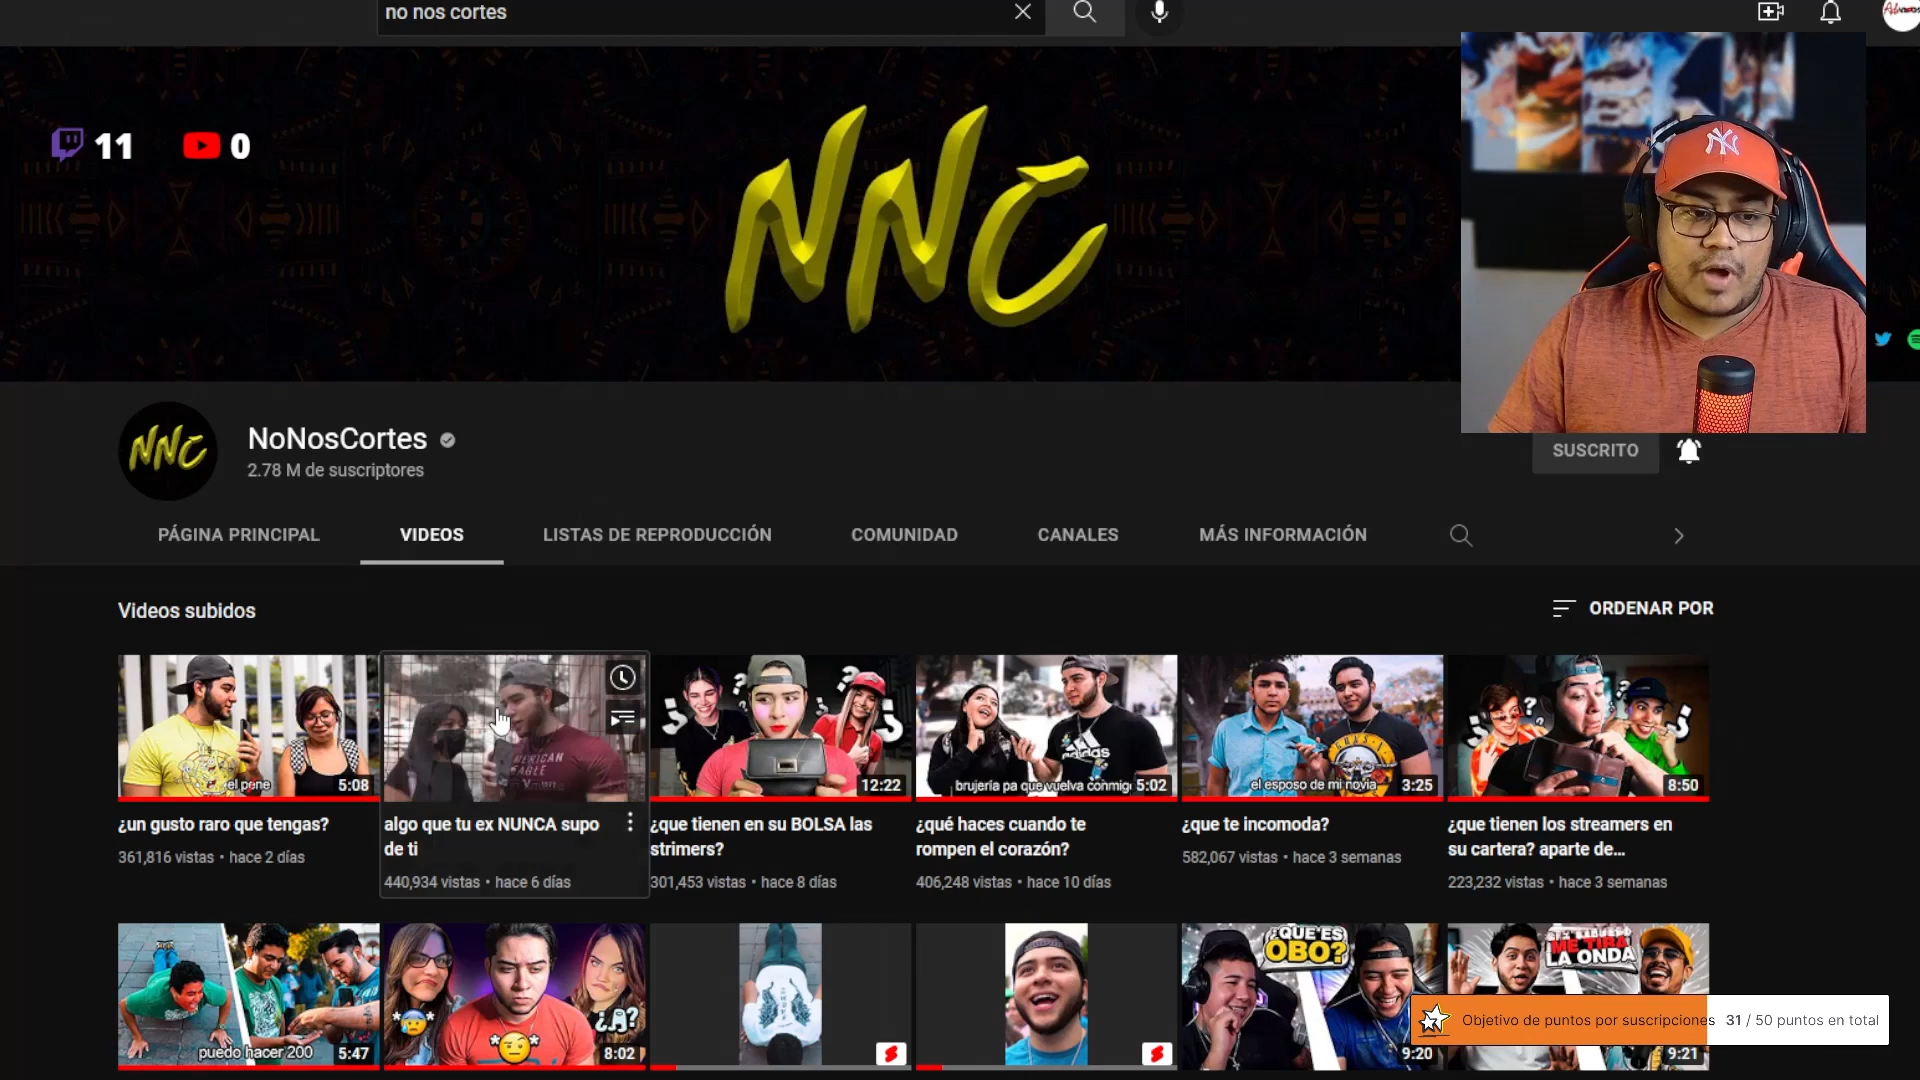 no nos cortes
11
0
NNC
NY
NNC
NoNosCortes
2.78 M de suscriptores
SUSCRITO
PÁGINA PRINCIPAL
VIDEOS
LISTAS DE REPRODUCCIÓN
COMUNIDAD
CANALES
MÁS INFORMACIÓN
Videos subidos
ORDENAR POR
el pene
5:08
12:22
adidas
brujería pa que vuelva conmig
5:02
el esposo de mi novia
3:25
8:50
¿un gusto raro que tengas?
361,816 vistas • hace 2 días
algo que tu ex NUNCA supo
de ti
440,934 vistas • hace 6 días
¿que tienen en su BOLSA las
strimers?
301,453 vistas • hace 8 días
¿qué haces cuando te
rompen el corazón?
406,248 vistas • hace 10 días
¿que te incomoda?
582,067 vistas • hace 3 semanas
¿que tienen los streamers en
su cartera? aparte de...
223,232 vistas • hace 3 semanas
puedo hacer 200
5:47
8:02
¿QUE ES
OBO?
9:20
ME TIRA
LA ONDA
9:21
Objetivo de puntos por suscripciones 31 / 50 puntos en total